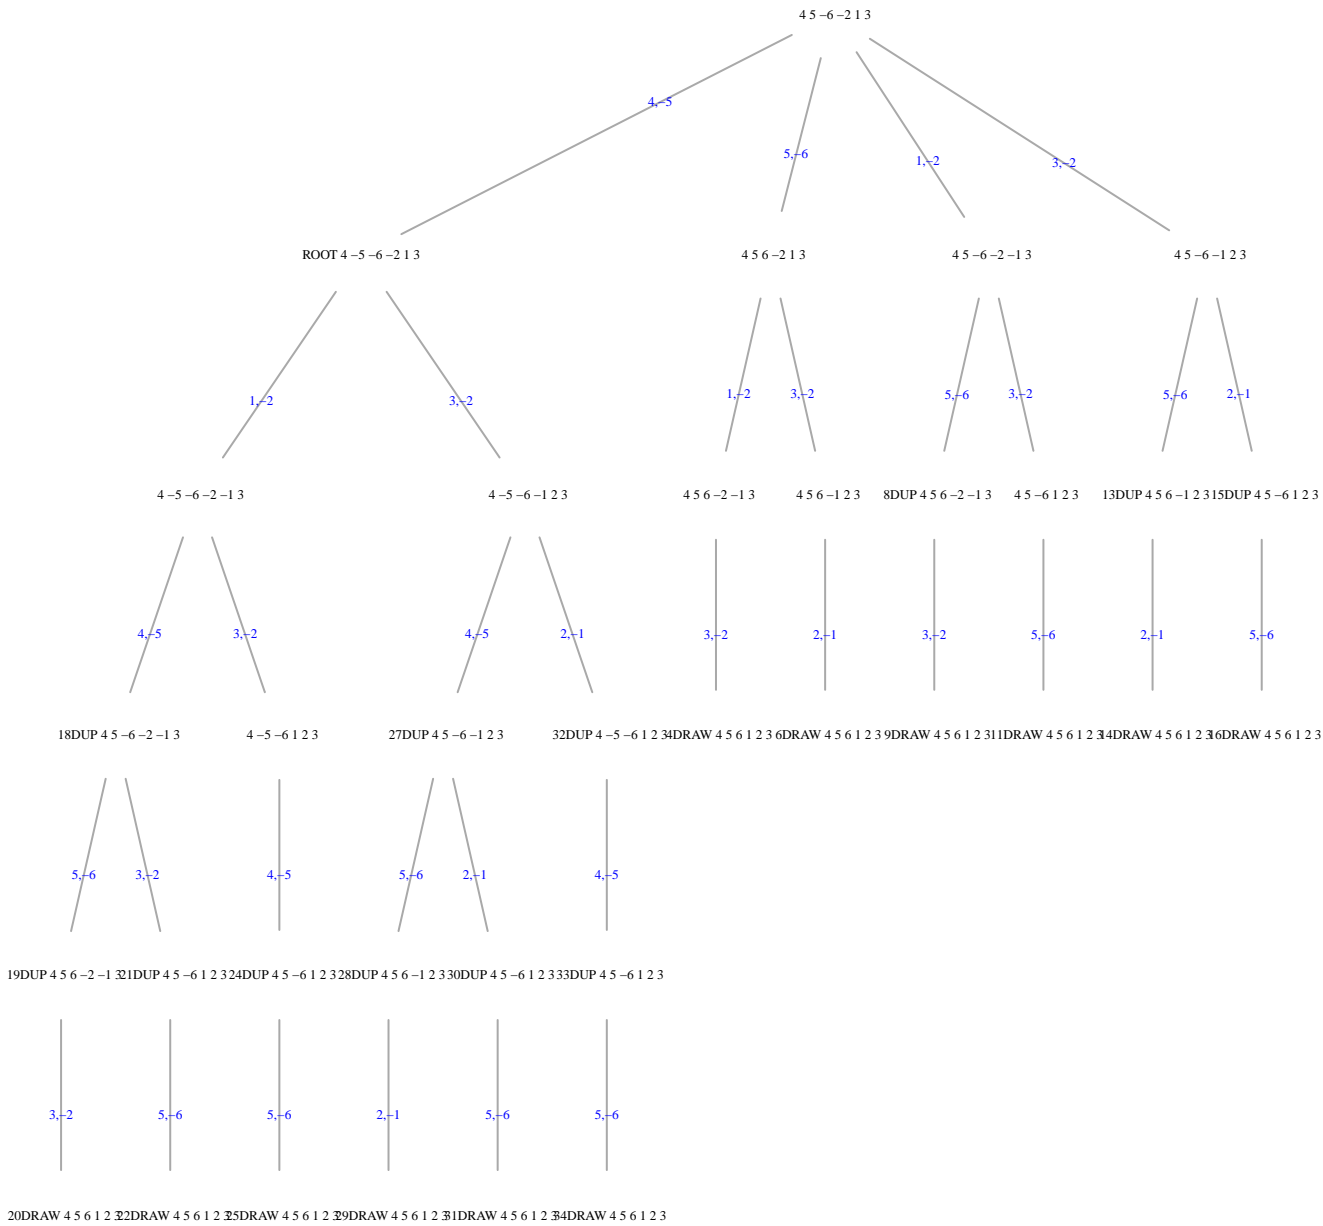 4 5 −6 −2 1 3
4,−5
5,−6
1,−2
3,−2
ROOT 4 −5 −6 −2 1 3
4 5 6 −2 1 3
4 5 −6 −2 −1 3
4 5 −6 −1 2 3
1,−2
3,−2
1,−2
3,−2
5,−6
3,−2
5,−6
2,−1
4 −5 −6 −2 −1 3
4 −5 −6 −1 2 3
4 5 6 −2 −1 3
4 5 6 −1 2 3
8DUP 4 5 6 −2 −1 3
4 5 −6 1 2 3
13DUP 4 5 6 −1 2 3
15DUP 4 5 −6 1 2 3
4,−5
3,−2
4,−5
2,−1
3,−2
2,−1
3,−2
5,−6
2,−1
5,−6
18DUP 4 5 −6 −2 −1 3
4 −5 −6 1 2 3
27DUP 4 5 −6 −1 2 3
32DUP 4 −5 −6 1 2 3
4DRAW 4 5 6 1 2 3
6DRAW 4 5 6 1 2 3
9DRAW 4 5 6 1 2 3
11DRAW 4 5 6 1 2 3
14DRAW 4 5 6 1 2 3
16DRAW 4 5 6 1 2 3
5,−6
3,−2
4,−5
5,−6
2,−1
4,−5
19DUP 4 5 6 −2 −1 3
21DUP 4 5 −6 1 2 3
24DUP 4 5 −6 1 2 3
28DUP 4 5 6 −1 2 3
30DUP 4 5 −6 1 2 3
33DUP 4 5 −6 1 2 3
3,−2
5,−6
5,−6
2,−1
5,−6
5,−6
20DRAW 4 5 6 1 2 3
22DRAW 4 5 6 1 2 3
25DRAW 4 5 6 1 2 3
29DRAW 4 5 6 1 2 3
31DRAW 4 5 6 1 2 3
34DRAW 4 5 6 1 2 3